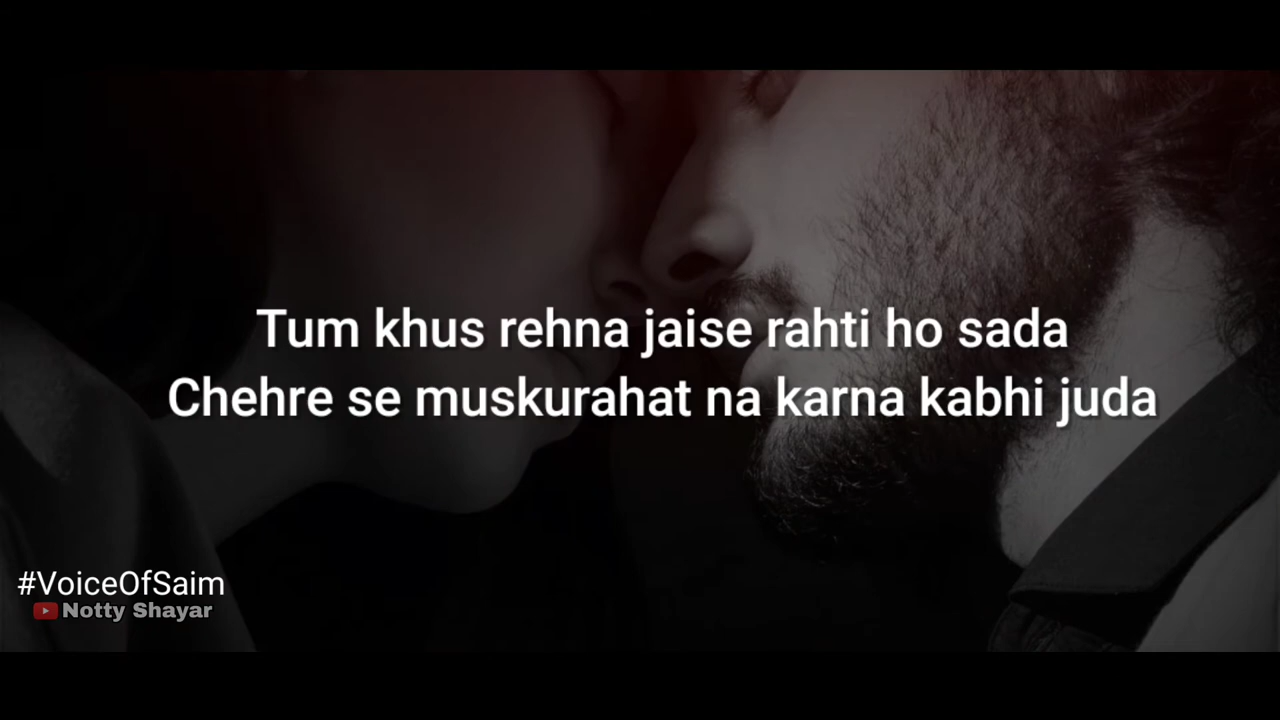 Tum khus rehna jaise rahti ho sada
Chehre se muskurahat na karna kabhi juda
#VoiceOfSaim
Notty Shayar